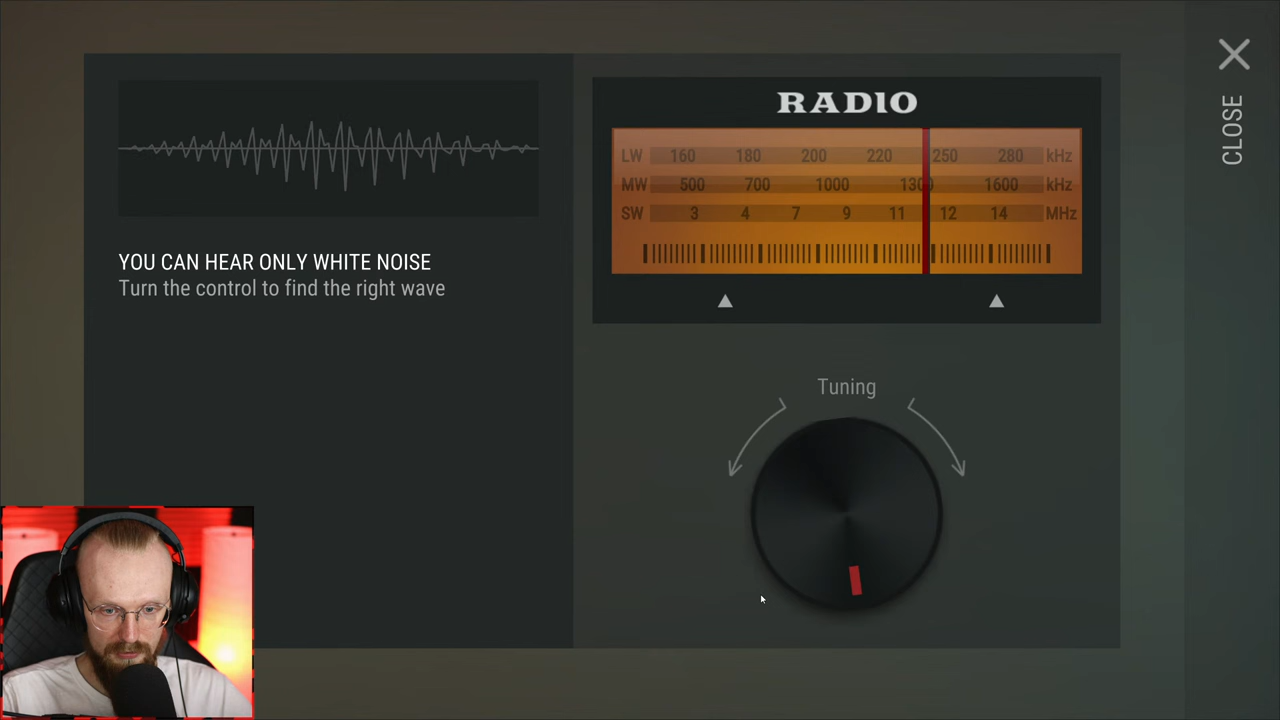 RADIO
LW 160 180 200 220 250 280 kHz
MW 500 700 1000 1300 1600 kHz
SW 3 4 7 9 11 12 14 MHz
YOU CAN HEAR ONLY WHITE NOISE
Turn the control to find the right wave
Tuning
CLOSE